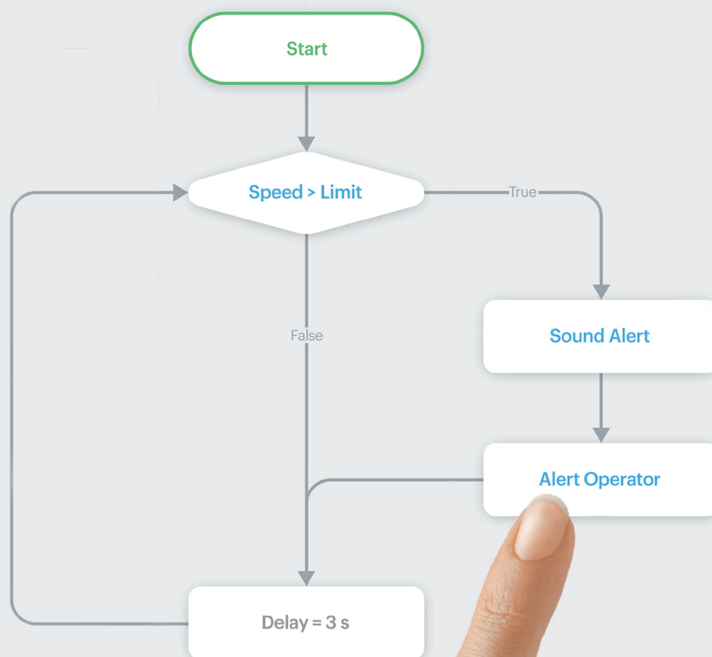 Start
Speed > Limit
True
False
Sound Alert
Alert Operator
Delay = 3 s